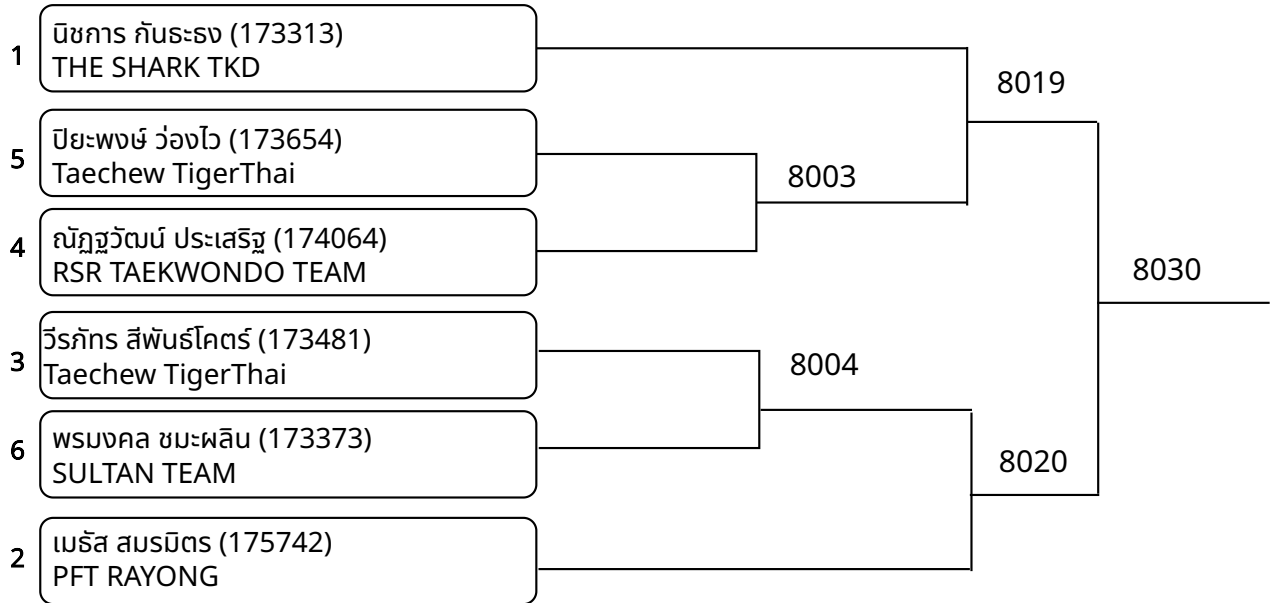 1
นิชการ กันธะธง (173313)
THE SHARK TKD
8019
5
ปิยะพงษ์ ว่องไว (173654)
Taechew TigerThai
8003
4
ณัฏฐวัฒน์ ประเสริฐ (174064)
RSR TAEKWONDO TEAM
8030
3
วีรภัทร สีพันธ์โคตร์ (173481)
Taechew TigerThai
8004
6
พรมงคล ชมะผลิน (173373)
SULTAN TEAM
8020
2
เมธัส สมรมิตร (175742)
PFT RAYONG